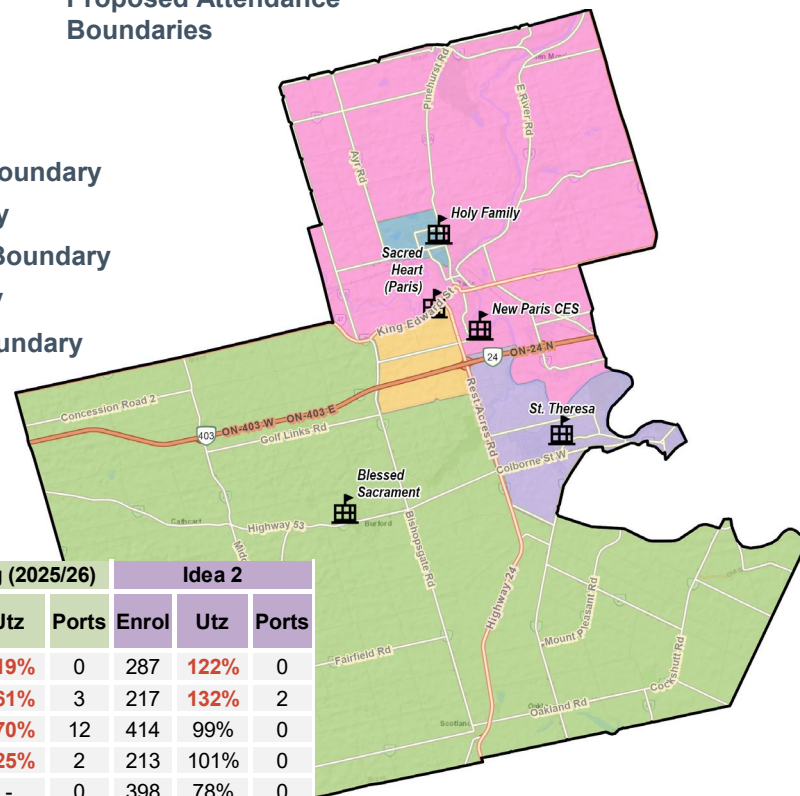 Proposed Attendance
Boundaries
oundary
y
Boundary
y
undary
Pinehurst Rd
E River Rd
Ayr Rd
Holy Family
Sacred
Heart
(Paris)
New Paris CES
King Edward St
24
ON-24 N
Rest Acres Rd
St. Theresa
Concession Road 2
ON-403 W
ON-403 E
403
Golf Links Rd
Colborne St W
Blessed
Sacrament
Cathcart
Highway 53
Burford
Bishopsgate Rd
Highway 24
Mount Pleasant Rd
Cockshutt Rd
Fairfield Rd
Oakland Rd
Scotland
g (2025/26) Idea 2
Utz Ports Enrol Utz Ports
19% 0 287 122% 0
61% 3 217 132% 2
70% 12 414 99% 0
25% 2 213 101% 0
- 0 398 78% 0